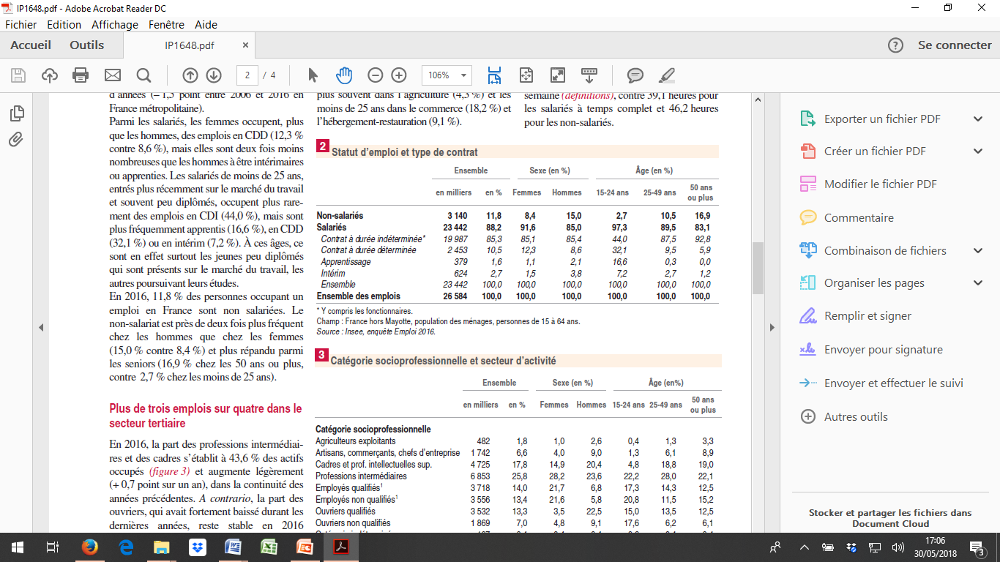 IP1648.pdf - Adobe Acrobat Reader DC
Fichier Edition Affichage Fenêtre Aide
Accueil Outils IP1648.pdf × ? Se connecter
2 / 4 106%
d'années (– 1,5 point entre 2006 et 2016 en
France métropolitaine).
Parmi les salariés, les femmes occupent, plus
que les hommes, des emplois en CDD (12,3 %
contre 8,6 %), mais elles sont deux fois moins
nombreuses que les hommes à être intérimaires
ou apprenties. Les salariés de moins de 25 ans,
entrés plus récemment sur le marché du travail
et souvent peu diplômés, occupent plus rare-
ment des emplois en CDI (44,0 %), mais sont
plus fréquemment apprentis (16,6 %), en CDD
(32,1 %) ou en intérim (7,2 %). À ces âges, ce
sont en effet surtout les jeunes peu diplômés
qui sont présents sur le marché du travail, les
autres poursuivant leurs études.
En 2016, 11,8 % des personnes occupant un
emploi en France sont non salariées. Le
non-salariat est près de deux fois plus fréquent
chez les hommes que chez les femmes
(15,0 % contre 8,4 %) et plus répandu parmi
les seniors (16,9 % chez les 50 ans ou plus,
contre 2,7 % chez les moins de 25 ans).
Plus de trois emplois sur quatre dans le
secteur tertiaire
En 2016, la part des professions intermédiai-
res et des cadres s'établit à 43,6 % des actifs
occupés (figure 3) et augmente légèrement
(+ 0,7 point sur un an), dans la continuité des
années précédentes. A contrario, la part des
ouvriers, qui avait fortement baissé durant les
dernières années, reste stable en 2016
plus souvent dans l'agriculture (4,3 %) et les
moins de 25 ans dans le commerce (18,2 %) et
l'hébergement-restauration (9,1 %).
semaine (définitions), contre 39,1 heures pour
les salariés à temps complet et 46,2 heures
pour les non-salariés.
2 Statut d'emploi et type de contrat
Ensemble Sexe (en %) Âge (en %)
en milliers en % Femmes Hommes 15-24 ans 25-49 ans 50 ans
ou plus
Non-salariés 3 140 11,8 8,4 15,0 2,7 10,5 16,9
Salariés 23 442 88,2 91,6 85,0 97,3 89,5 83,1
Contrat à durée indéterminée* 19 987 85,3 85,1 85,4 44,0 87,5 92,8
Contrat à durée déterminée 2 453 10,5 12,3 8,6 32,1 9,5 5,9
Apprentissage 379 1,6 1,1 2,1 16,6 0,3 0,0
Intérim 624 2,7 1,5 3,8 7,2 2,7 1,2
Ensemble 23 442 100,0 100,0 100,0 100,0 100,0 100,0
Ensemble des emplois 26 584 100,0 100,0 100,0 100,0 100,0 100,0
* Y compris les fonctionnaires.
Champ : France hors Mayotte, population des ménages, personnes de 15 à 64 ans.
Source : Insee, enquête Emploi 2016.
3 Catégorie socioprofessionnelle et secteur d'activité
Ensemble Sexe (en %) Âge (en%)
en milliers en % Femmes Hommes 15-24 ans 25-49 ans 50 ans
ou plus
Catégorie socioprofessionnelle
Agriculteurs exploitants 482 1,8 1,0 2,6 0,4 1,3 3,3
Artisans, commerçants, chefs d'entreprise 1 742 6,6 4,0 9,0 1,3 6,1 8,9
Cadres et prof. intellectuelles sup. 4 725 17,8 14,9 20,4 4,8 18,8 19,0
Professions intermédiaires 6 853 25,8 28,2 23,6 22,2 28,0 22,1
Employés qualifiés¹ 3 718 14,0 21,7 6,8 17,3 14,3 12,5
Employés non qualifiés¹ 3 556 13,4 21,6 5,8 20,8 11,5 15,2
Ouvriers qualifiés 3 532 13,3 3,5 22,5 15,0 13,5 12,5
Ouvriers non qualifiés 1 869 7,0 4,8 9,1 17,6 6,2 6,1
Exporter un fichier PDF
Créer un fichier PDF
Modifier le fichier PDF
Commentaire
Combinaison de fichiers
Organiser les pages
Remplir et signer
Envoyer pour signature
Envoyer et effectuer le suivi
Autres outils
Stocker et partager les fichiers dans
Document Cloud
17:06
30/05/2018
3